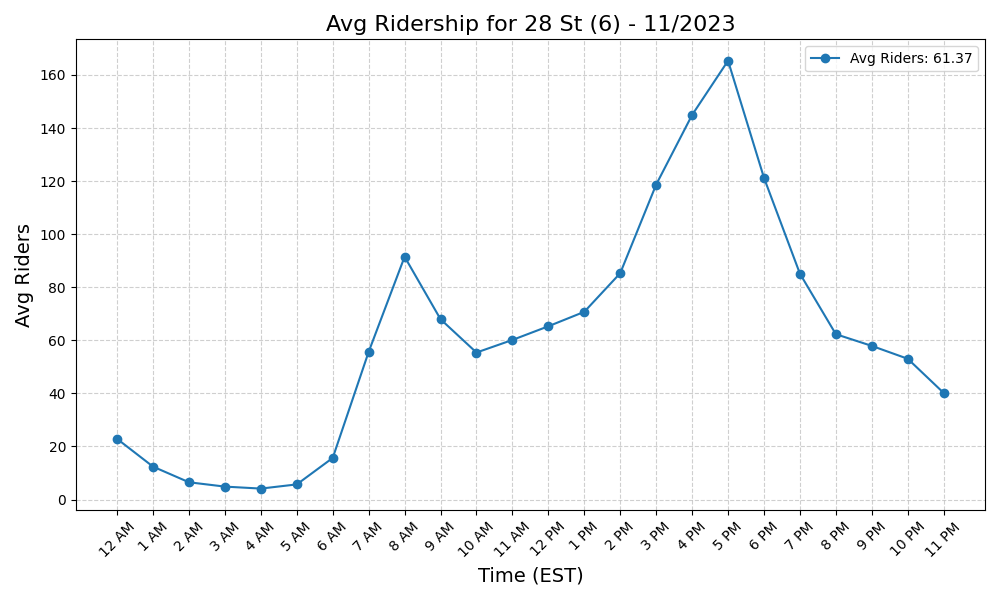 Avg Ridership for 28 St (6) - 11/2023
Avg Riders: 61.37
Avg Riders
160
140
120
100
80
60
40
20
0
12 AM
1 AM
2 AM
3 AM
4 AM
5 AM
6 AM
7 AM
8 AM
9 AM
10 AM
11 AM
12 PM
1 PM
2 PM
3 PM
4 PM
5 PM
6 PM
7 PM
8 PM
9 PM
10 PM
11 PM
Time (EST)